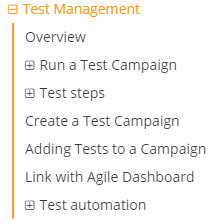 Test Management
Overview
Run a Test Campaign
Test steps
Create a Test Campaign
Adding Tests to a Campaign
Link with Agile Dashboard
Test automation